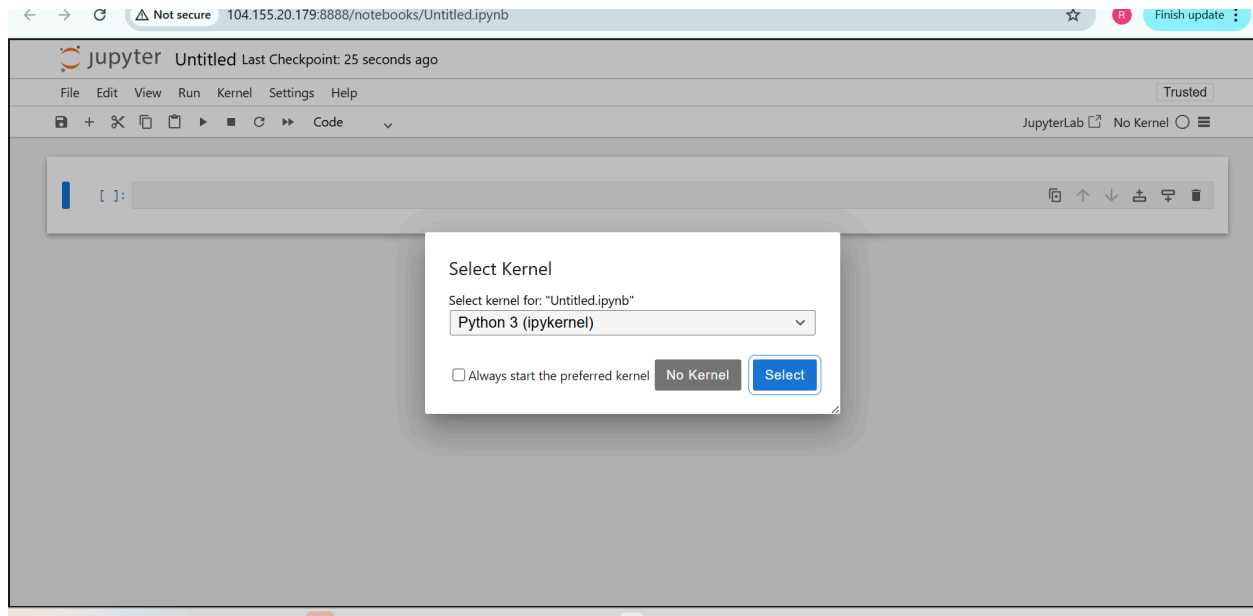 Not secure 104.155.20.179:8888/notebooks/Untitled.ipynb R Finish update
jupyter Untitled Last Checkpoint: 25 seconds ago
File Edit View Run Kernel Settings Help Trusted
Code JupyterLab No Kernel
[ ]:
Select Kernel
Select kernel for: "Untitled.ipynb"
Python 3 (ipykernel)
Always start the preferred kernel No Kernel Select